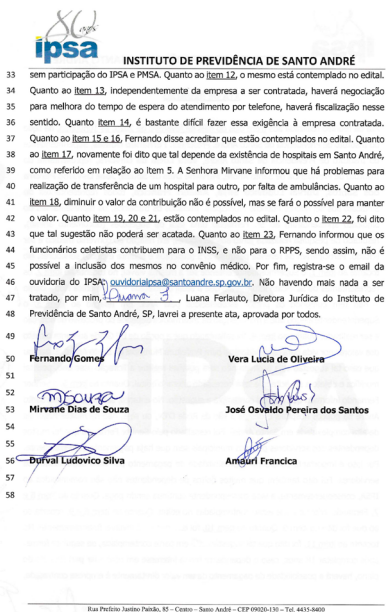 80 anos
ipsa
INSTITUTO DE PREVIDÊNCIA DE SANTO ANDRÉ
33 sem participação do IPSA e PMSA. Quanto ao item 12, o mesmo está contemplado no edital.
34 Quanto ao item 13, independentemente da empresa a ser contratada, haverá negociação
35 para melhora do tempo de espera do atendimento por telefone, haverá fiscalização nesse
36 sentido. Quanto item 14, é bastante difícil fazer essa exigência à empresa contratada.
37 Quanto ao item 15 e 16, Fernando disse acreditar que estão contemplados no edital. Quanto
38 ao item 17, novamente foi dito que tal depende da existência de hospitais em Santo André,
39 como referido em relação ao Item 5. A Senhora Mirvane informou que há problemas para
40 realização de transferência de um hospital para outro, por falta de ambulâncias. Quanto ao
41 item 18, diminuir o valor da contribuição não é possível, mas se fará o possível para manter
42 o valor. Quanto item 19, 20 e 21, estão contemplados no edital. Quanto o item 22, foi dito
43 que tal sugestão não poderá ser acatada. Quanto ao item 23, Fernando informou que os
44 funcionários celetistas contribuem para o INSS, e não para o RPPS, sendo assim, não é
45 possível a inclusão dos mesmos no convênio médico. Por fim, registra-se o email da
46 ouvidoria do IPSA: ouvidoriaipsa@santoandre.sp.gov.br. Não havendo mais nada a ser
47 tratado, por mim, Luana F , Luana Ferlauto, Diretora Jurídica do Instituto de
48 Previdência de Santo André, SP, lavrei a presente ata, aprovada por todos.
49
50 Fernando Gomes Vera Lucia de Oliveira
51
52 MSouza
53 Mirvane Dias de Souza José Osvaldo Pereira dos Santos
54
55
56 Durval Ludovico Silva Amauri Francica
57
58
Rua Prefeito Justino Paixão, 85 – Centro – Santo André – CEP 09020-130 – Tel. 4435-8400